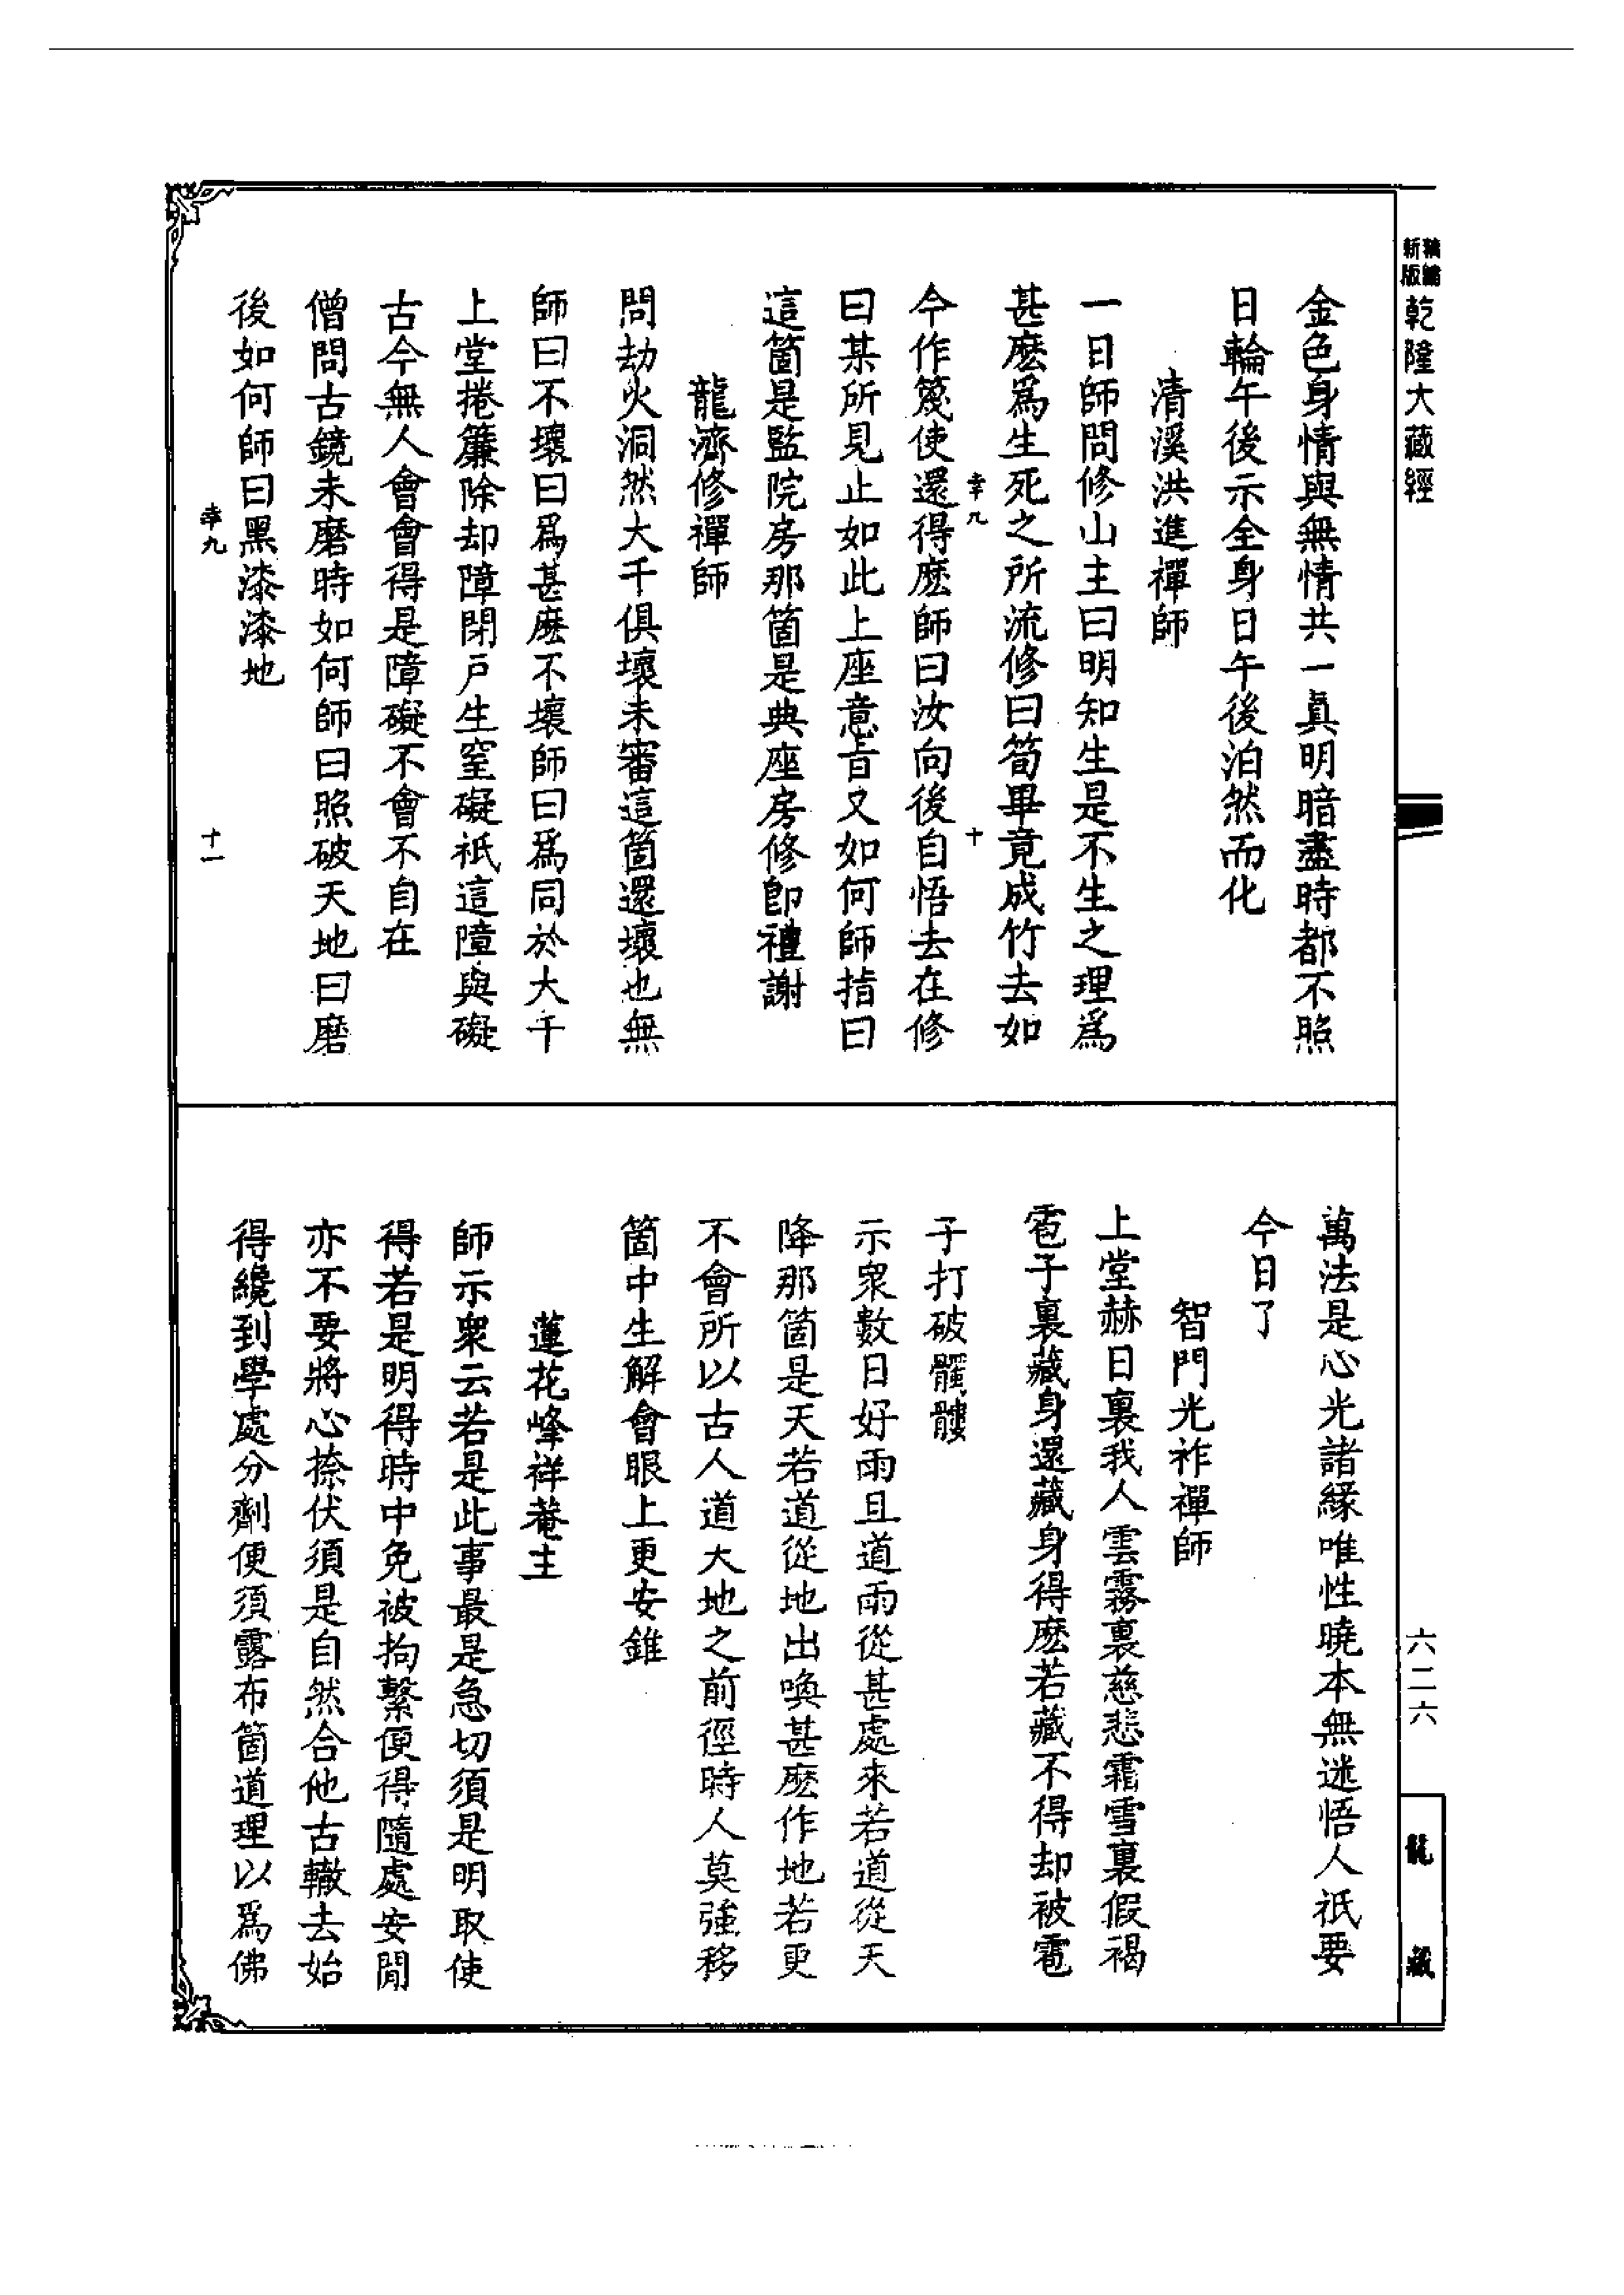 新版精繡
乾隆大藏經
金色身情與無情共一真明暗盡時都不照
日輪午後示全身日午後泊然而化
清溪洪進禪師
一日師問修山主曰明知生是不生之理爲
甚麽爲生死之所流修曰筍畢竟成竹去如
幸九 十
今作篾使還得麽師曰汝向後自悟去在修
曰某所見止如此上座意旨又如何師指曰
這箇是監院房那箇是典座房修卽禮謝
龍濟修禪師
問劫火洞然大千俱壞未審這箇還壞也無
師曰不壞曰爲甚麽不壞師曰爲同於大千
上堂捲簾除却障閉戶生窒礙祇這障與礙
古今無人會會得是障礙不會不自在
僧問古鏡未磨時如何師曰照破天地曰磨
後如何師曰黑漆漆地
幸九 十一
萬法是心光諸緣唯性曉本無迷悟人祇要
今日了
智門光祚禪師
上堂赫日裏我人雲霧裏慈悲霜雪裏假褐
雹子裏藏身還藏身得麽若藏不得却被雹
子打破髑髏
示衆數日好雨且道雨從甚處來若道從天
降那箇是天若道從地出喚甚麽作地若更
不會所以古人道大地之前徑時人莫強移
箇中生解會眼上更安錐
蓮花峰祥菴主
師示衆云若是此事最是急切須是明取使
得若是明得時中免被拘繫便得隨處安閒
亦不要將心捺伏須是自然合他古轍去始
得纔到學處分劑便須露布箇道理以爲佛
六二六
龍藏